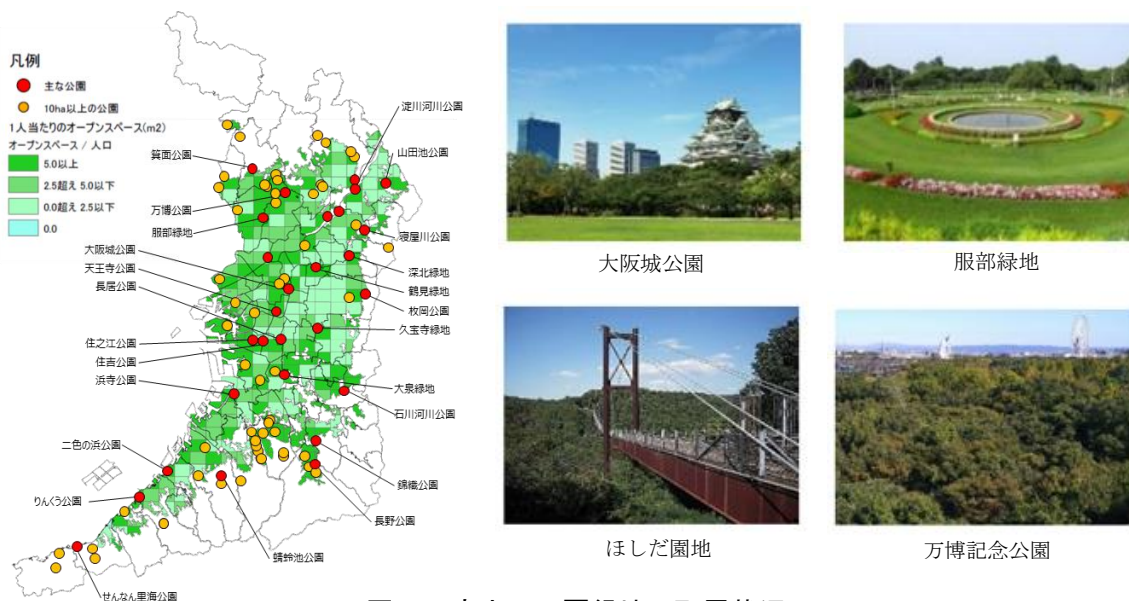 凡例
主な公園
10ha以上の公園
1人当たりのオープンスペース(m2)
オープンスペース / 人口
5.0以上
2.5超え 5.0以下
0.0超え 2.5以下
0.0
淀川河川公園
山田池公園
箕面公園
万博公園
服部緑地
寝屋川公園
大阪城公園
天王寺公園
長居公園
深北緑地
鶴見緑地
枚岡公園
久宝寺緑地
住之江公園
住吉公園
浜寺公園
大泉緑地
石川河川公園
二色の浜公園
りんくう公園
錦織公園
長野公園
蜻蛉池公園
せんなん里海公園
大阪城公園
服部緑地
ほしだ園地
万博記念公園